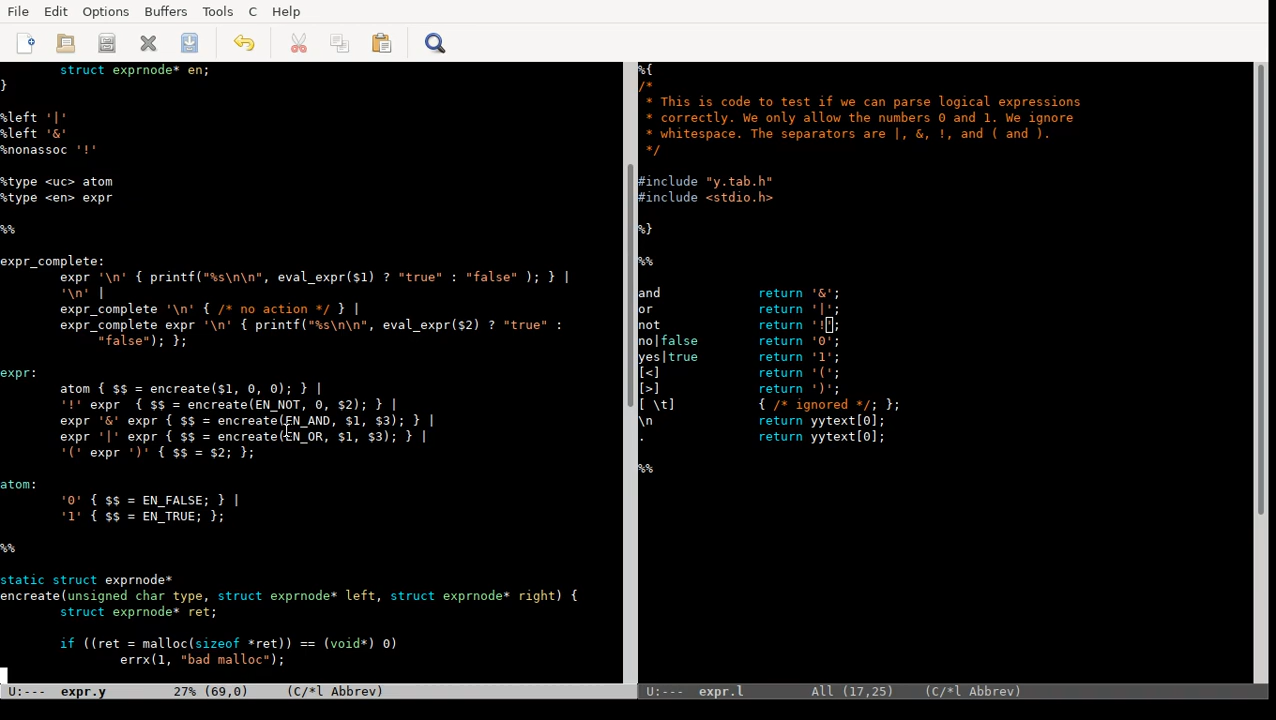 File Edit Options Buffers Tools C Help
struct exprnode* en;
}
%left '|'
%left '&'
%nonassoc '!'
%type <uc> atom
%type <en> expr
%%
expr_complete:
expr '\n' { printf("%s\n\n", eval_expr($1) ? "true" : "false" ); } |
'\n' |
expr_complete '\n' { /* no action */ } |
expr_complete expr '\n' { printf("%s\n\n", eval_expr($2) ? "true" :
"false"); };
expr:
atom { $$ = encreate($1, 0, 0); } |
'!' expr  { $$ = encreate(EN_NOT, 0, $2); } |
expr '&' expr { $$ = encreate(EN_AND, $1, $3); } |
expr '|' expr { $$ = encreate(EN_OR, $1, $3); } |
'(' expr ')' { $$ = $2; };
atom:
'0' { $$ = EN_FALSE; } |
'1' { $$ = EN_TRUE; };
%%
static struct exprnode*
encreate(unsigned char type, struct exprnode* left, struct exprnode* right) {
struct exprnode* ret;
if ((ret = malloc(sizeof *ret)) == (void*) 0)
errx(1, "bad malloc");
U:--- expr.y 27% (69,0) (C/*l Abbrev)
%{
/*
* This is code to test if we can parse logical expressions
* correctly. We only allow the numbers 0 and 1. We ignore
* whitespace. The separators are |, &, !, and ( and ).
*/
#include "y.tab.h"
#include <stdio.h>
%}
%%
and return '&';
or return '|';
not return '!';
no|false return '0';
yes|true return '1';
[<] return '(';
[>] return ')';
[ \t] { /* ignored */; };
\n return yytext[0];
. return yytext[0];
%%
U:--- expr.l All (17,25) (C/*l Abbrev)